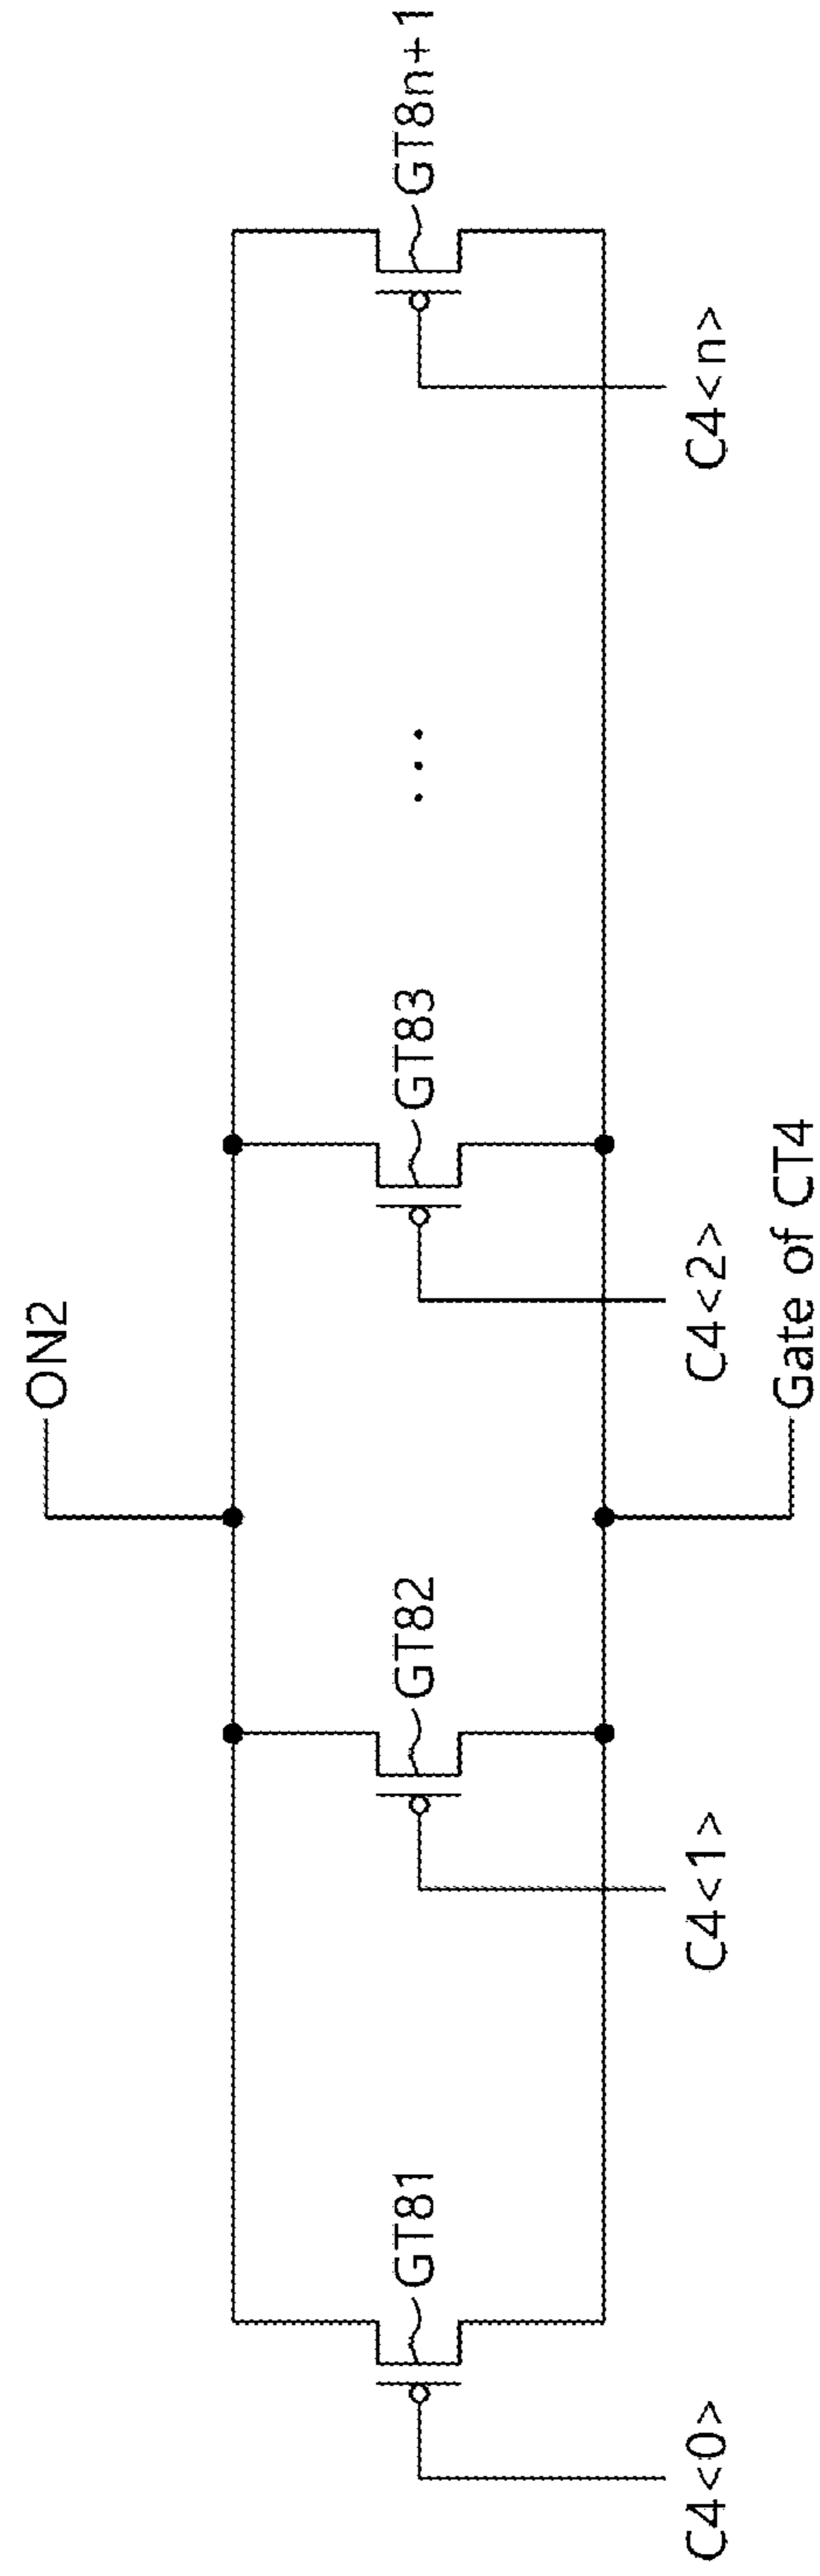 ON2
GT81
GT82
GT83
...
GT8n+1
C4<0>
C4<1>
C4<2>
C4<n>
Gate of CT4